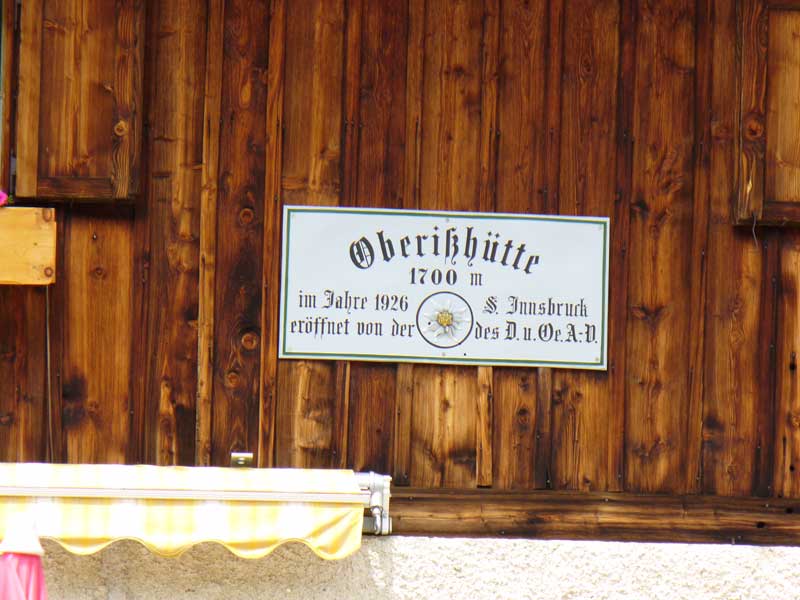 Oberißhütte
1700 m
im Jahre 1926 S. Innsbruck
eröffnet von der des D. u. Oe. A.-V.